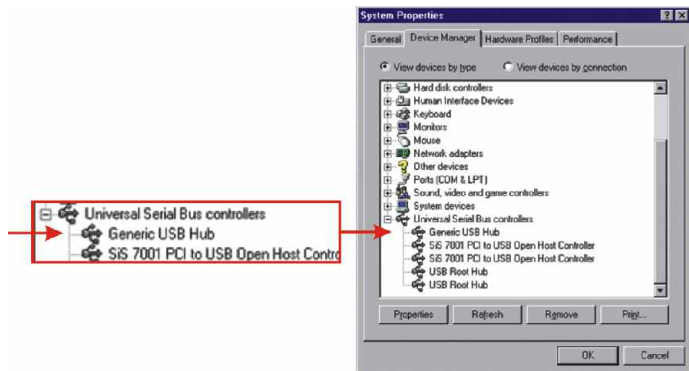 System Properties
General Device Manager Hardware Profiles Performance
View devices by type View devices by connection
Hard disk controllers
Human Interface Devices
Keyboard
Monitors
Mouse
Network adapters
Other devices
Ports (COM & LPT)
Sound, video and game controllers
System devices
Universal Serial Bus controllers
Generic USB Hub
SiS 7001 PCI to USB Open Host Controller
SiS 7001 PCI to USB Open Host Controller
USB Root Hub
USB Root Hub
Properties Refresh Remove Print...
OK Cancel
Universal Serial Bus controllers
Generic USB Hub
SiS 7001 PCI to USB Open Host Contro